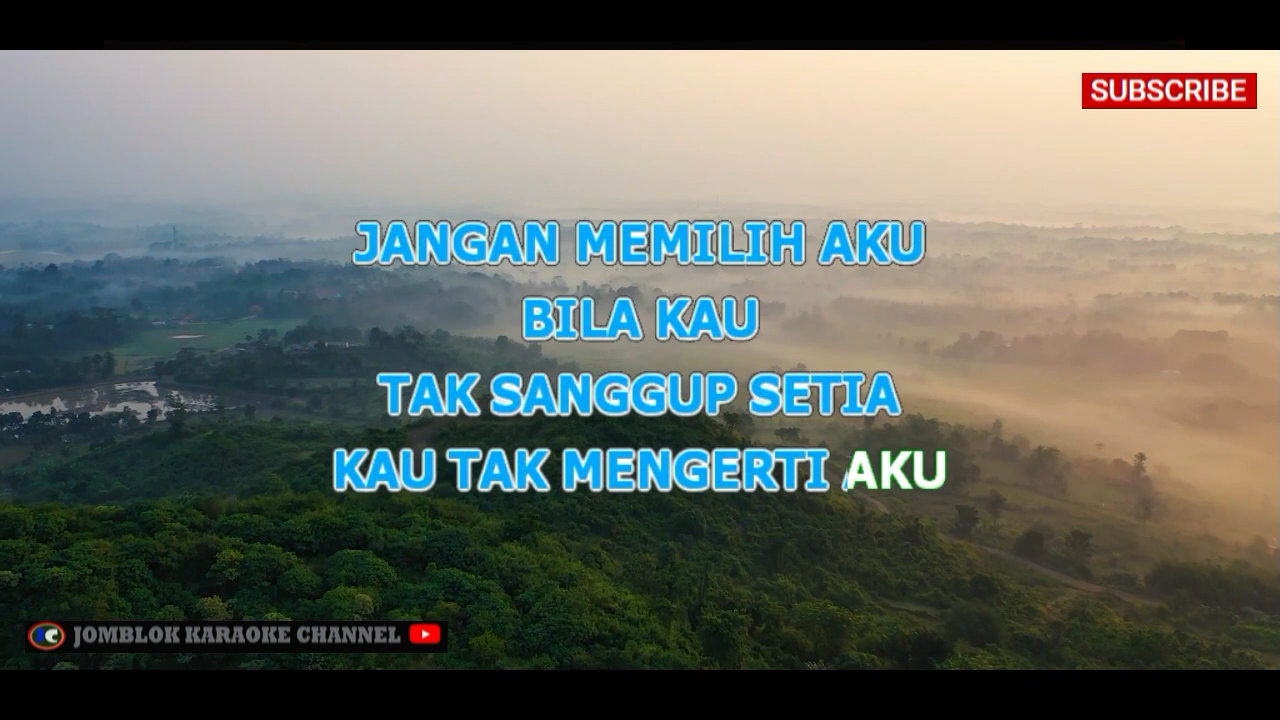 SUBSCRIBE
JANGAN MEMILIH AKU
BILA KAU
TAK SANGGUP SETIA
KAU TAK MENGERTI AKU
JOMBLOK KARAOKE CHANNEL